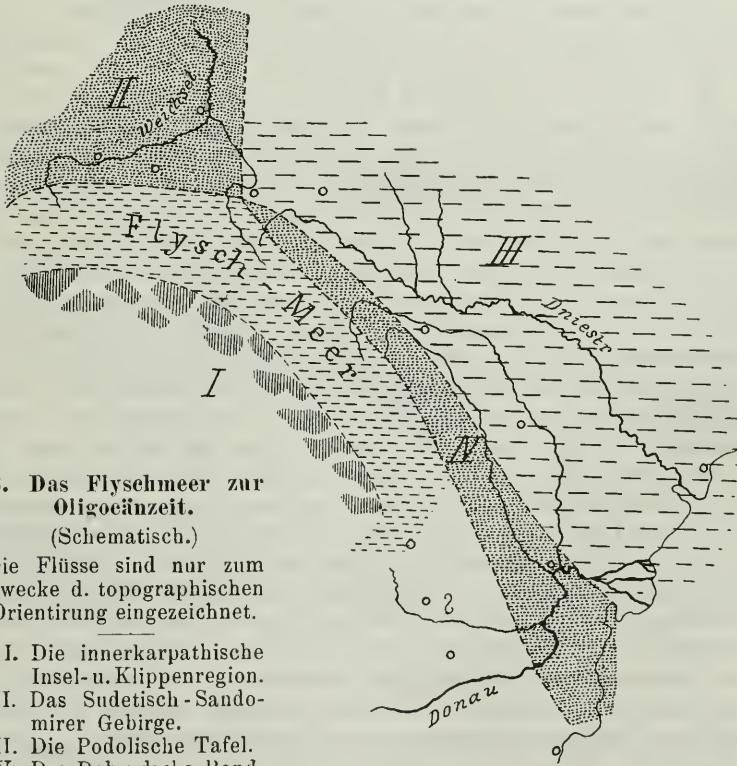 II
Weichsel
Flysch-Meer
III
Dniestr
I
IV
Donau
Das Flyschmeer zur
Oligocänzeit.
(Schematisch.)
Die Flüsse sind nur zum
Zwecke d. topographischen
Orientirung eingezeichnet.
I. Die innerkarpathische
Insel- u. Klippenregion.
I. Das Sudetisch-Sando-
mirer Gebirge.
II. Die Podolische Tafel.